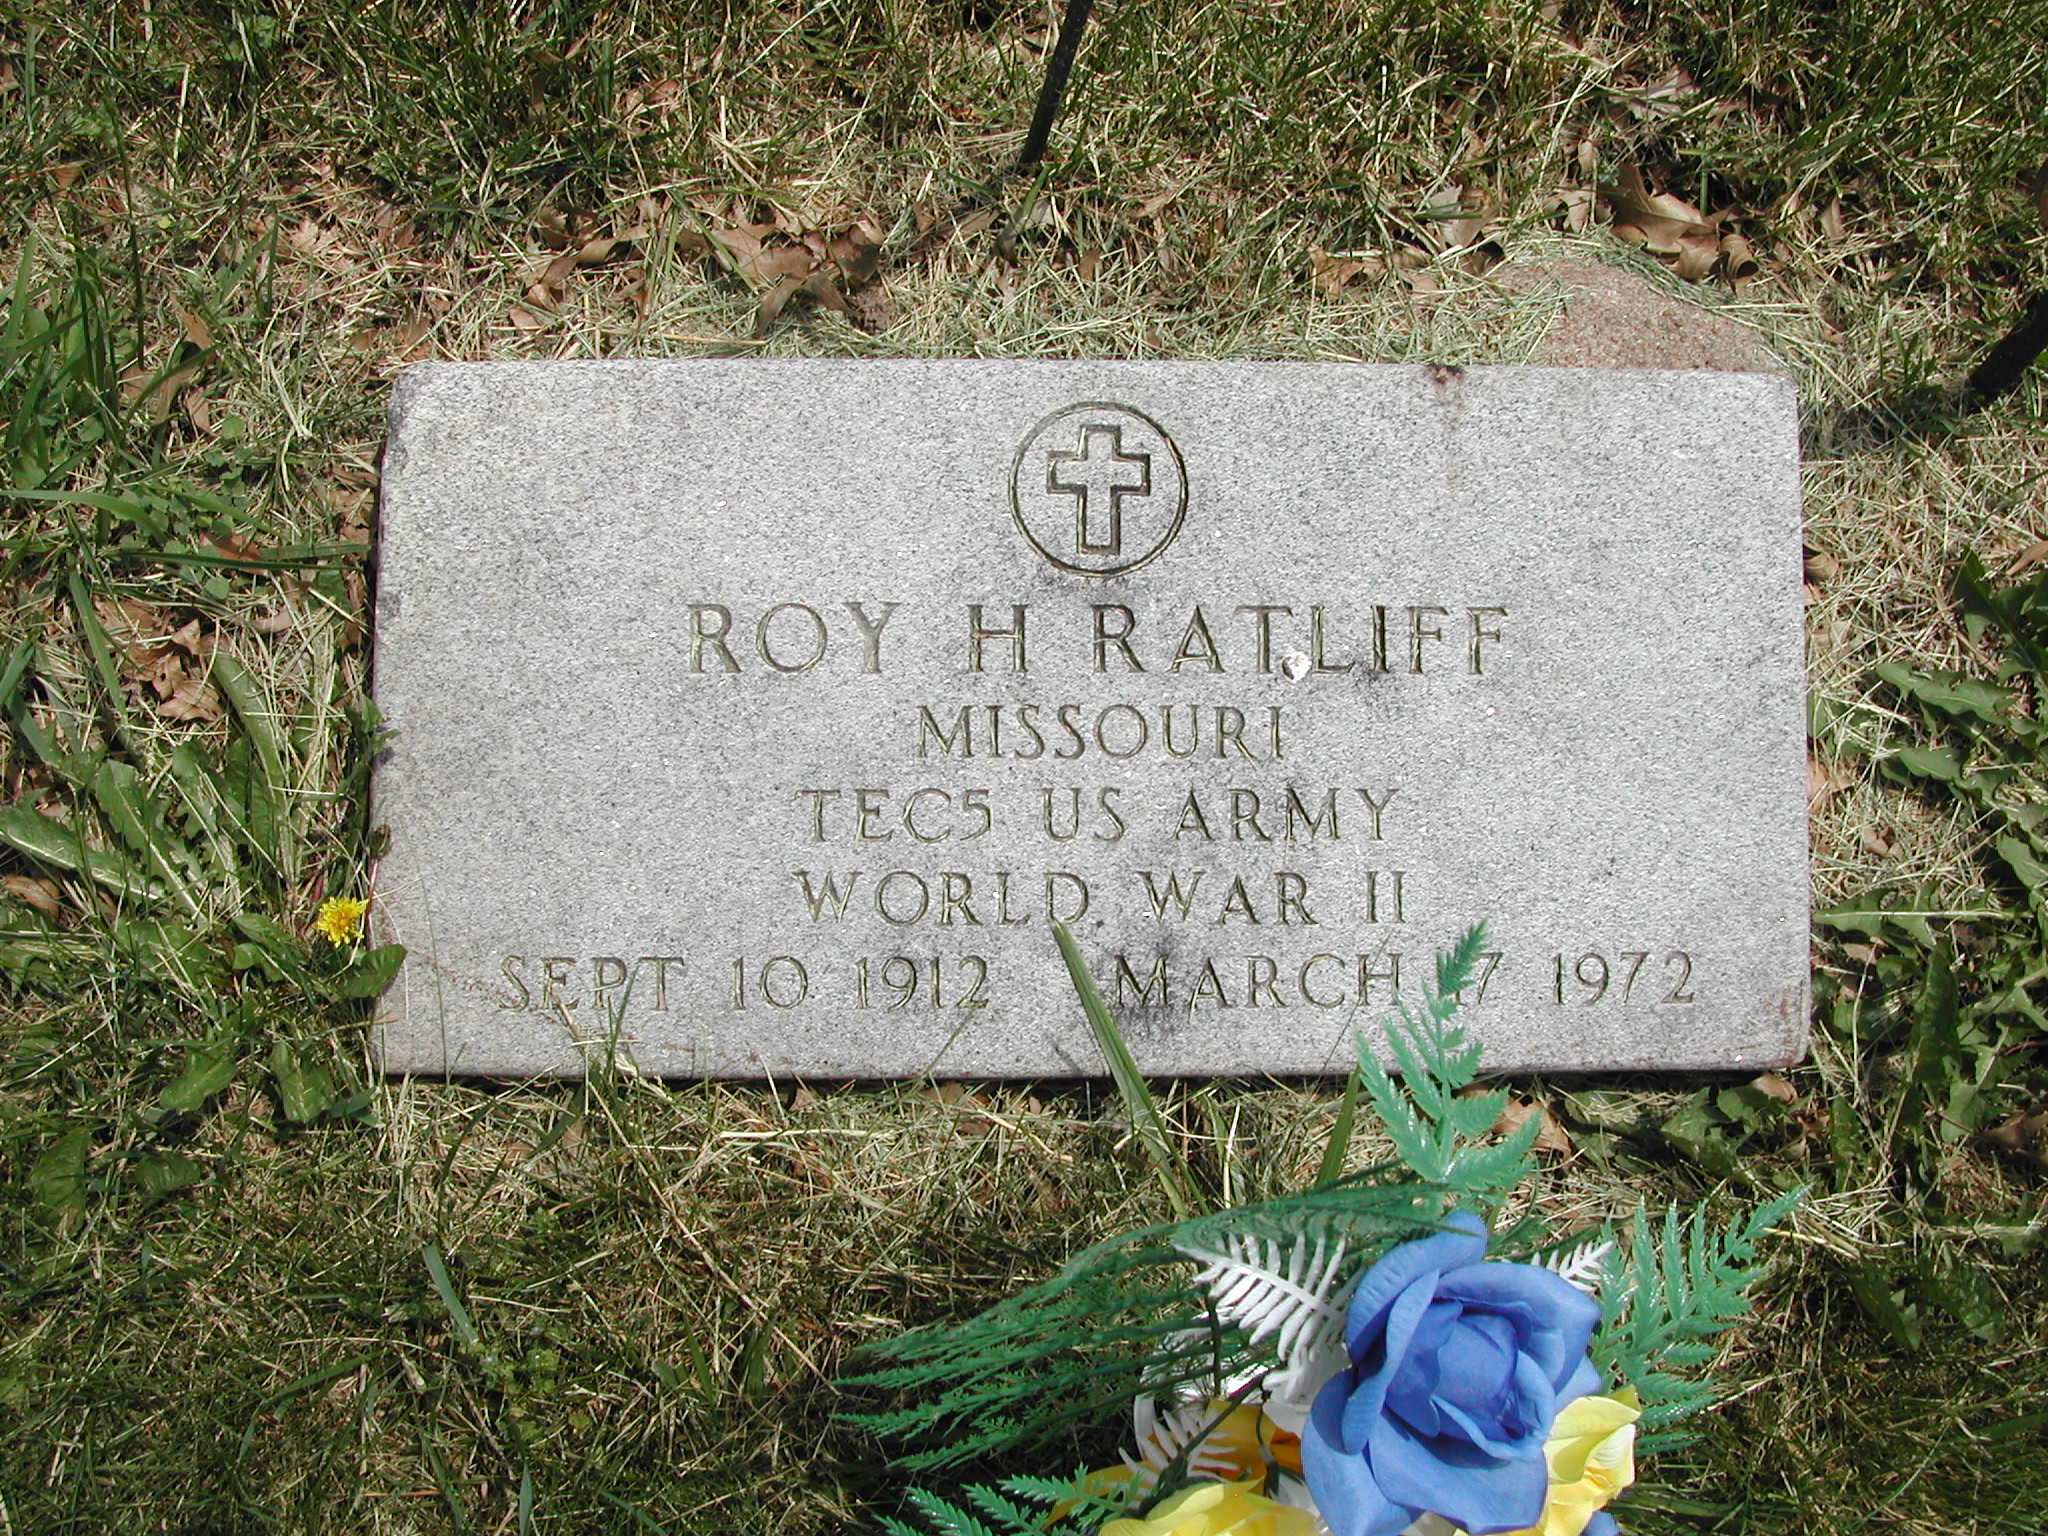 ROY H RATLIFF
MISSOURI
TEC5 US ARMY
WORLD WAR II
SEPT 10 1912 MARCH 17 1972